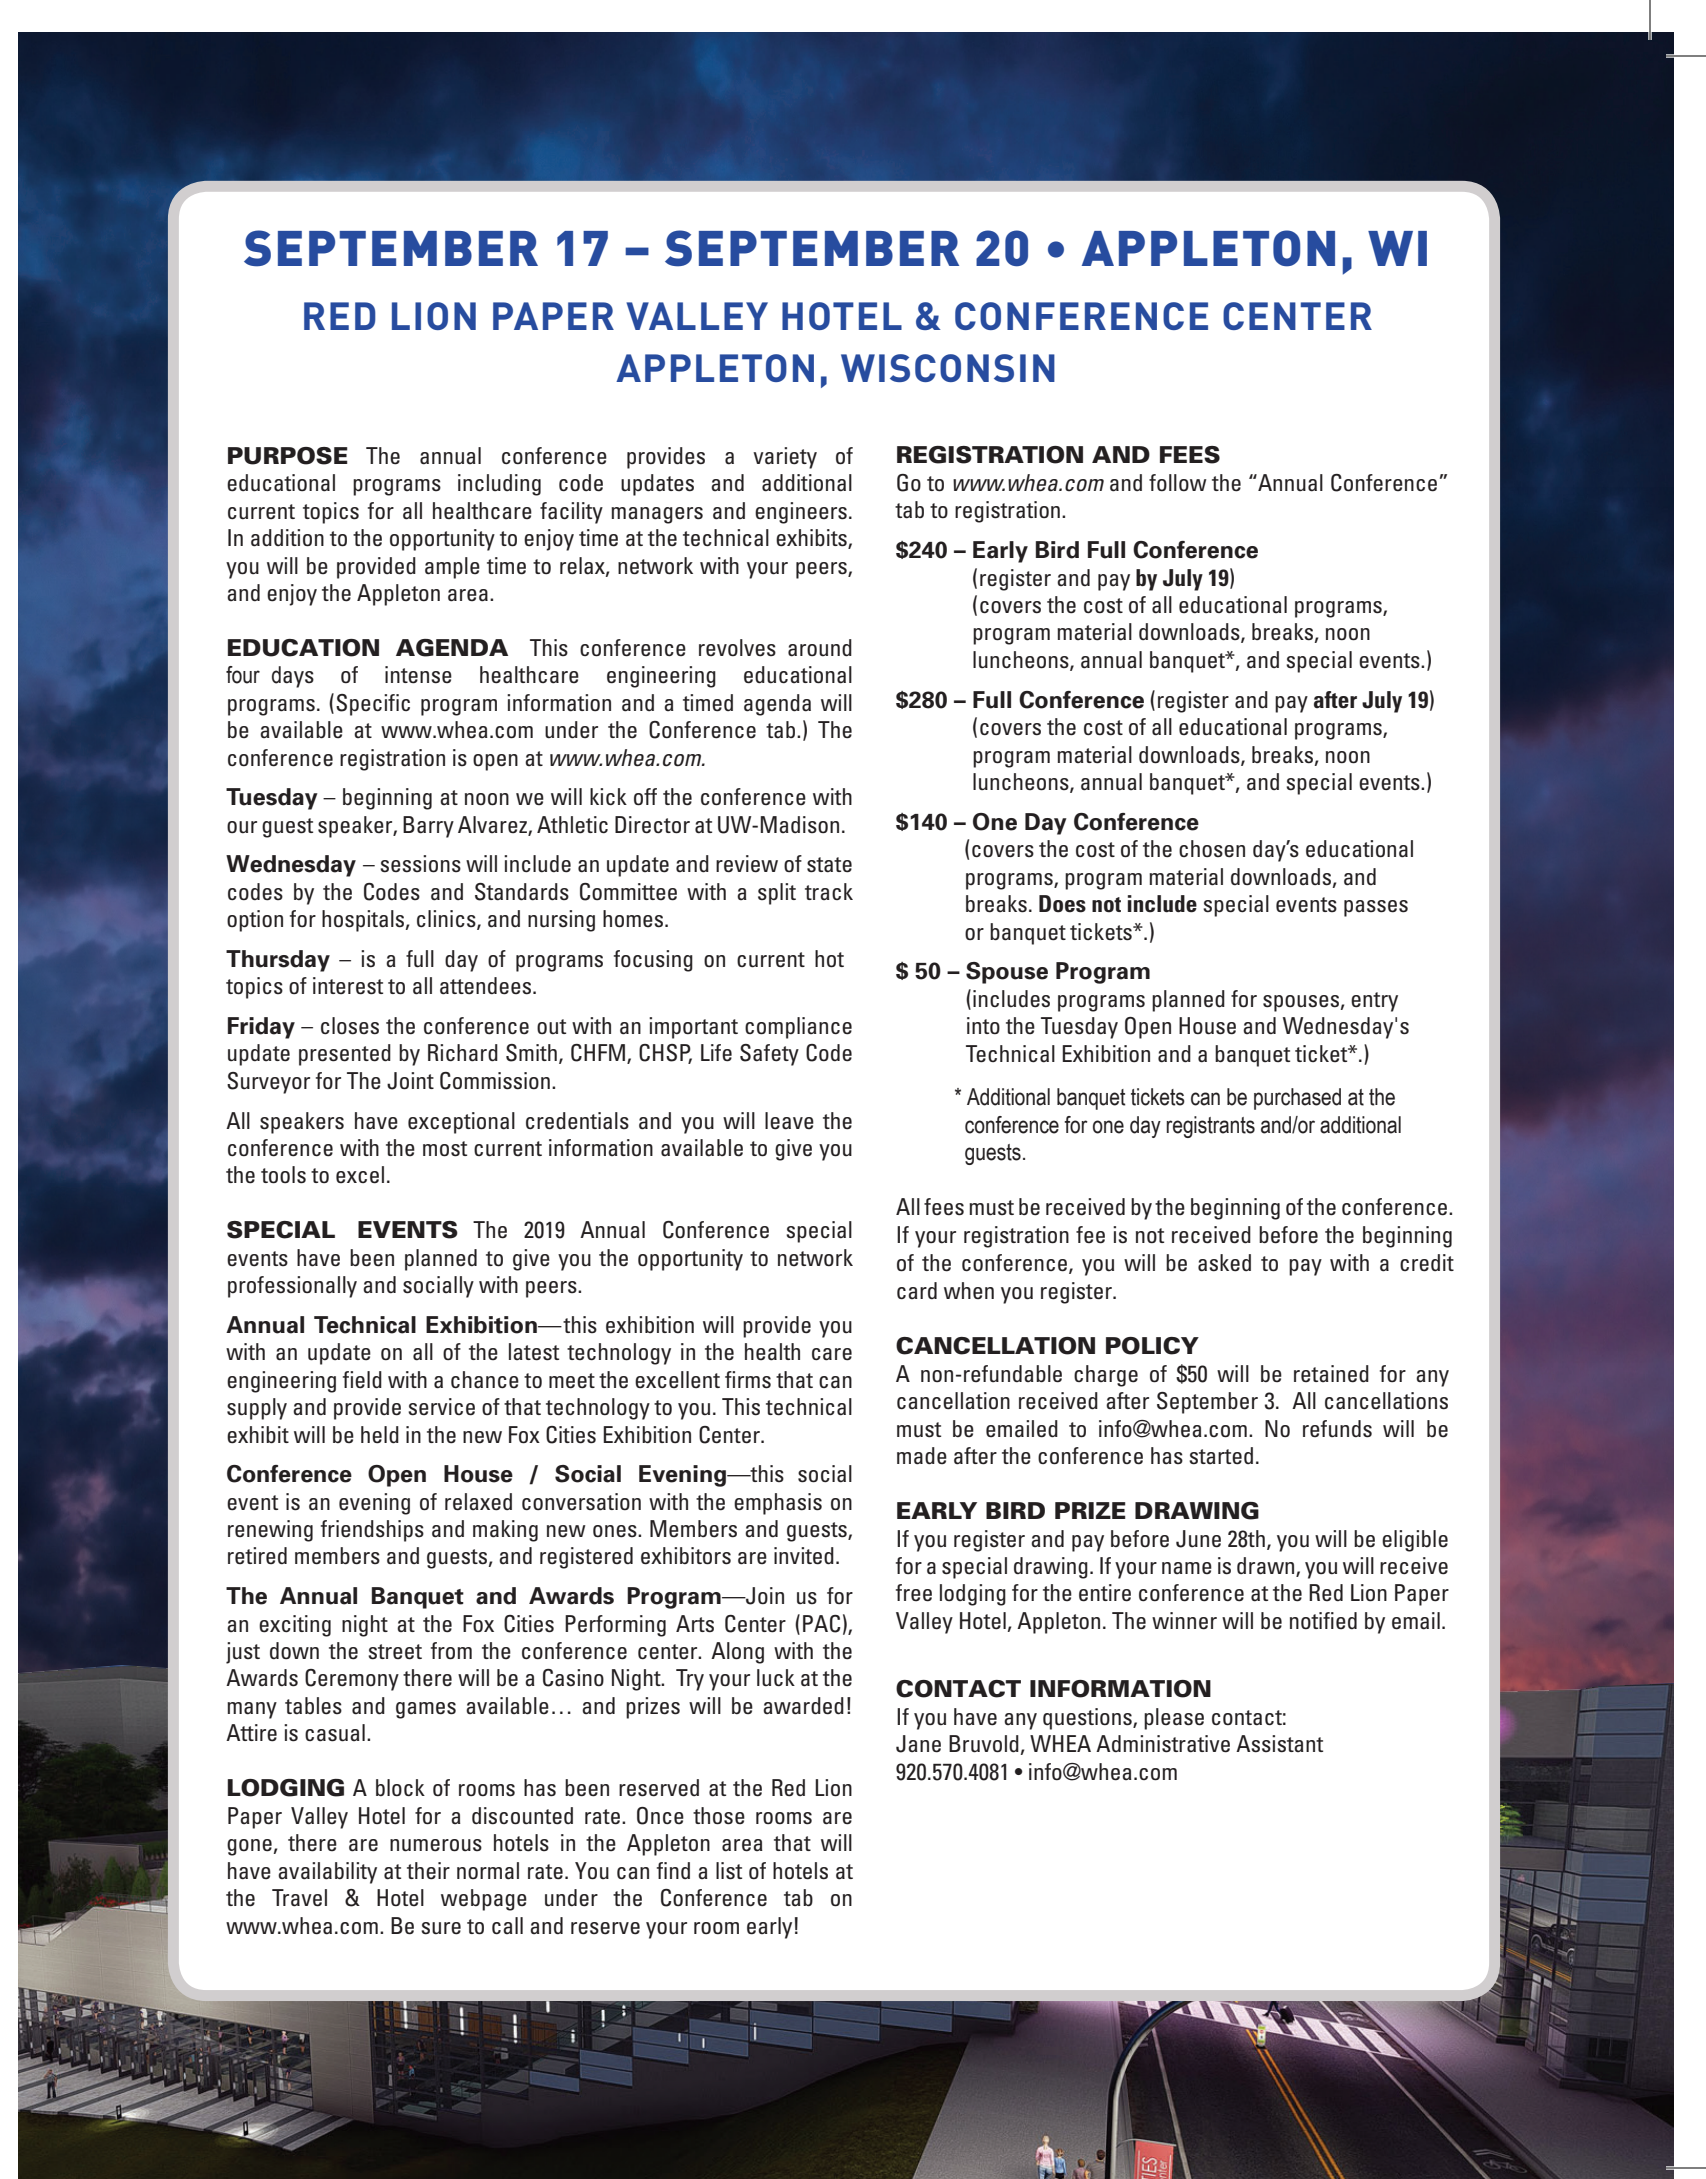 SEPTEMBER 17 – SEPTEMBER 20 • APPLETON, WI
RED LION PAPER VALLEY HOTEL & CONFERENCE CENTER
APPLETON, WISCONSIN
PURPOSE The annual conference provides a variety of
educational programs including code updates and additional
current topics for all healthcare facility managers and engineers.
In addition to the opportunity to enjoy time at the technical exhibits,
you will be provided ample time to relax, network with your peers,
and enjoy the Appleton area.
EDUCATION AGENDA This conference revolves around
four days of intense healthcare engineering educational
programs. (Specific program information and a timed agenda will
be available at www.whea.com under the Conference tab.) The
conference registration is open at www.whea.com.
Tuesday – beginning at noon we will kick off the conference with
our guest speaker, Barry Alvarez, Athletic Director at UW-Madison.
Wednesday – sessions will include an update and review of state
codes by the Codes and Standards Committee with a split track
option for hospitals, clinics, and nursing homes.
Thursday – is a full day of programs focusing on current hot
topics of interest to all attendees.
Friday – closes the conference out with an important compliance
update presented by Richard Smith, CHFM, CHSP, Life Safety Code
Surveyor for The Joint Commission.
All speakers have exceptional credentials and you will leave the
conference with the most current information available to give you
the tools to excel.
SPECIAL EVENTS The 2019 Annual Conference special
events have been planned to give you the opportunity to network
professionally and socially with peers.
Annual Technical Exhibition—this exhibition will provide you
with an update on all of the latest technology in the health care
engineering field with a chance to meet the excellent firms that can
supply and provide service of that technology to you. This technical
exhibit will be held in the new Fox Cities Exhibition Center.
Conference Open House / Social Evening—this social
event is an evening of relaxed conversation with the emphasis on
renewing friendships and making new ones. Members and guests,
retired members and guests, and registered exhibitors are invited.
The Annual Banquet and Awards Program—Join us for
an exciting night at the Fox Cities Performing Arts Center (PAC),
just down the street from the conference center. Along with the
Awards Ceremony there will be a Casino Night. Try your luck at the
many tables and games available… and prizes will be awarded!
Attire is casual.
LODGING A block of rooms has been reserved at the Red Lion
Paper Valley Hotel for a discounted rate. Once those rooms are
gone, there are numerous hotels in the Appleton area that will
have availability at their normal rate. You can find a list of hotels at
the Travel & Hotel webpage under the Conference tab on
www.whea.com. Be sure to call and reserve your room early!
REGISTRATION AND FEES
Go to www.whea.com and follow the “Annual Conference”
tab to registration.
$240 – Early Bird Full Conference
(register and pay by July 19)
(covers the cost of all educational programs,
program material downloads, breaks, noon
luncheons, annual banquet*, and special events.)
$280 – Full Conference (register and pay after July 19)
(covers the cost of all educational programs,
program material downloads, breaks, noon
luncheons, annual banquet*, and special events.)
$140 – One Day Conference
(covers the cost of the chosen day’s educational
programs, program material downloads, and
breaks. Does not include special events passes
or banquet tickets*.)
$ 50 – Spouse Program
(includes programs planned for spouses, entry
into the Tuesday Open House and Wednesday's
Technical Exhibition and a banquet ticket*.)
* Additional banquet tickets can be purchased at the
conference for one day registrants and/or additional
guests.
All fees must be received by the beginning of the conference.
If your registration fee is not received before the beginning
of the conference, you will be asked to pay with a credit
card when you register.
CANCELLATION POLICY
A non-refundable charge of $50 will be retained for any
cancellation received after September 3. All cancellations
must be emailed to info@whea.com. No refunds will be
made after the conference has started.
EARLY BIRD PRIZE DRAWING
If you register and pay before June 28th, you will be eligible
for a special drawing. If your name is drawn, you will receive
free lodging for the entire conference at the Red Lion Paper
Valley Hotel, Appleton. The winner will be notified by email.
CONTACT INFORMATION
If you have any questions, please contact:
Jane Bruvold, WHEA Administrative Assistant
920.570.4081 • info@whea.com